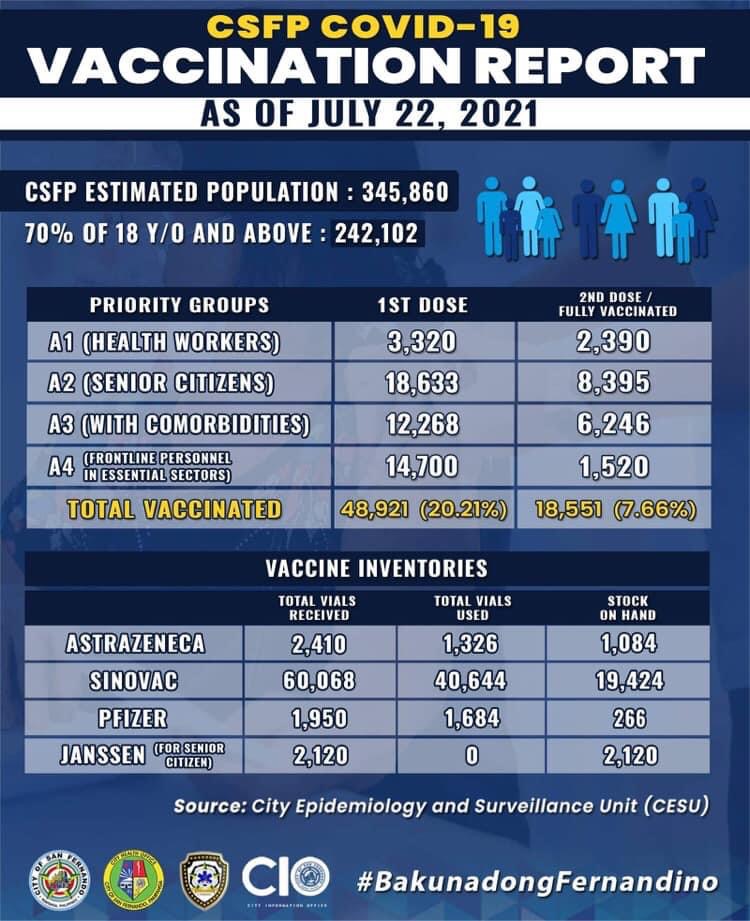 CSFP COVID-19
VACCINATION REPORT
AS OF JULY 22, 2021
CSFP ESTIMATED POPULATION : 345,860
70% OF 18 Y/O AND ABOVE : 242,102
PRIORITY GROUPS 1ST DOSE 2ND DOSE / FULLY VACCINATED
A1 (HEALTH WORKERS) 3,320 2,390
A2 (SENIOR CITIZENS) 18,633 8,395
A3 (WITH COMORBIDITIES) 12,268 6,246
A4 (FRONTLINE PERSONNEL IN ESSENTIAL SECTORS) 14,700 1,520
TOTAL VACCINATED 48,921 (20.21%) 18,551 (7.66%)
VACCINE INVENTORIES
TOTAL VIALS RECEIVED TOTAL VIALS USED STOCK ON HAND
ASTRAZENECA 2,410 1,326 1,084
SINOVAC 60,068 40,644 19,424
PFIZER 1,950 1,684 266
JANSSEN (FOR SENIOR CITIZEN) 2,120 0 2,120
Source: City Epidemiology and Surveillance Unit (CESU)
CITY OF SAN FERNANDO
CITY HEALTH OFFICE
CIO
CITY INFORMATION OFFICE
#BakunadongFernandino